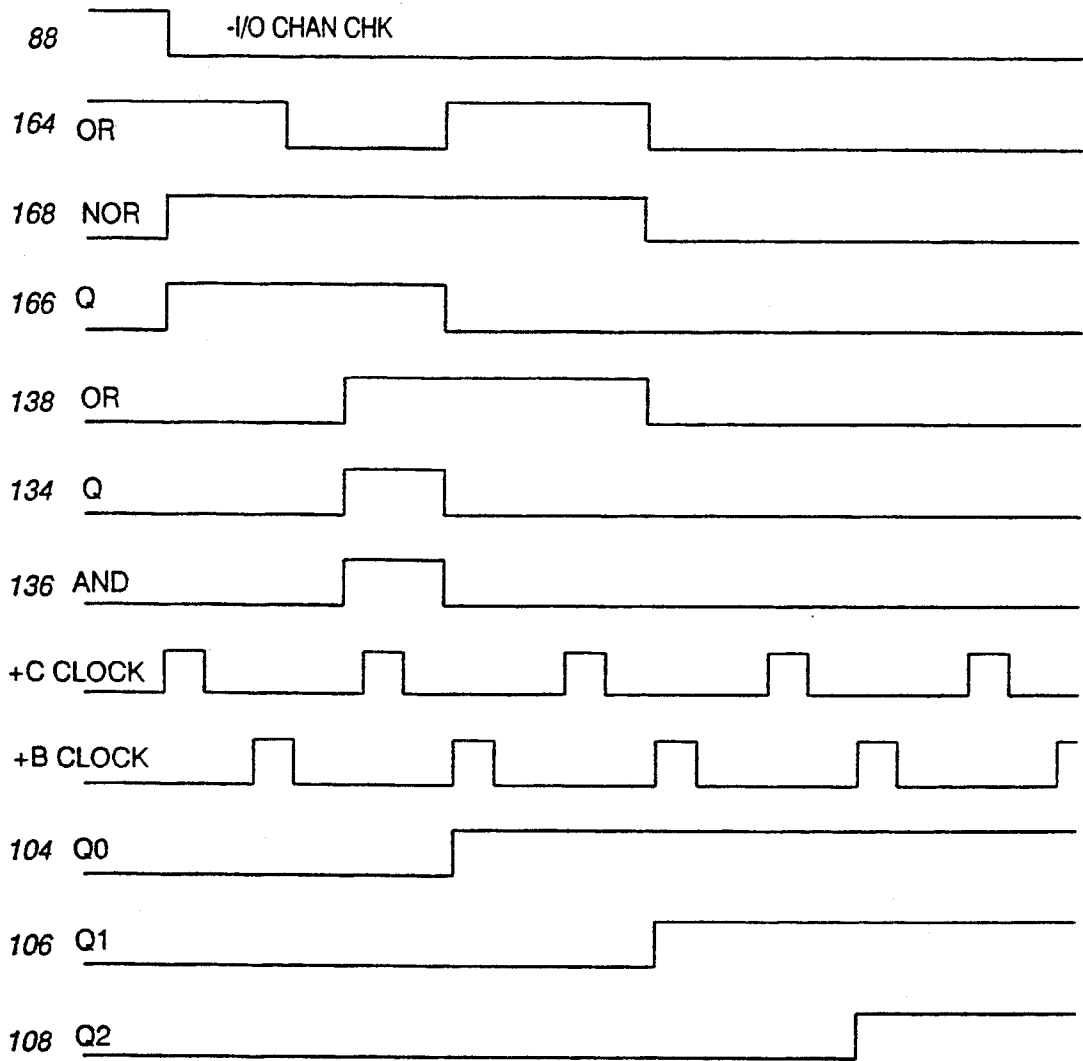 88 -I/O CHAN CHK
164 OR
168 NOR
166 Q
138 OR
134 Q
136 AND
+C CLOCK
+B CLOCK
104 Q0
106 Q1
108 Q2